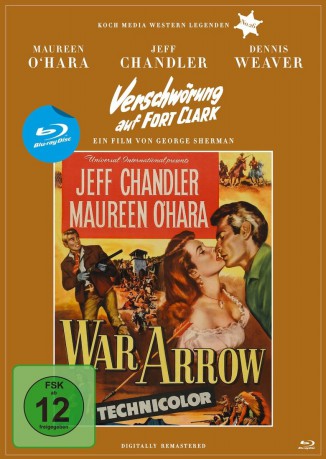 KOCH MEDIA WESTERN LEGENDEN
MAUREEN
O'HARA
JEFF
CHANDLER
DENNIS
WEAVER
Verschwörung
auf FORT CLARK
Blu-ray Disc
EIN FILM VON GEORGE SHERMAN
Universal International presents
JEFF CHANDLER
MAUREEN O'HARA
WAR ARROW
TECHNICOLOR
FSK
ab
12
freigegeben
DIGITALLY REMASTERED